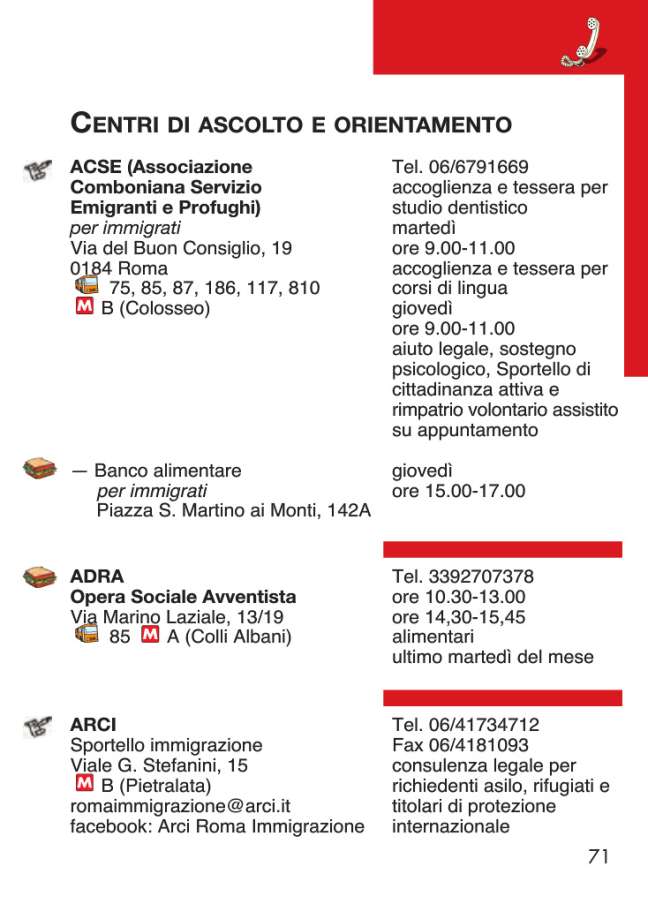 CENTRI DI ASCOLTO E ORIENTAMENTO
ACSE (Associazione
Comboniana Servizio
Emigranti e Profughi)
per immigrati
Via del Buon Consiglio, 19
0184 Roma
75, 85, 87, 186, 117, 810
M B (Colosseo)
Tel. 06/6791669
accoglienza e tessera per
studio dentistico
martedì
ore 9.00-11.00
accoglienza e tessera per
corsi di lingua
giovedì
ore 9.00-11.00
aiuto legale, sostegno
psicologico, Sportello di
cittadinanza attiva e
rimpatrio volontario assistito
su appuntamento
— Banco alimentare
per immigrati
Piazza S. Martino ai Monti, 142A
giovedì
ore 15.00-17.00
ADRA
Opera Sociale Avventista
Via Marino Laziale, 13/19
85 M A (Colli Albani)
Tel. 3392707378
ore 10.30-13.00
ore 14,30-15,45
alimentari
ultimo martedì del mese
ARCI
Sportello immigrazione
Viale G. Stefanini, 15
M B (Pietralata)
romaimmigrazione@arci.it
facebook: Arci Roma Immigrazione
Tel. 06/41734712
Fax 06/4181093
consulenza legale per
richiedenti asilo, rifugiati e
titolari di protezione
internazionale
71